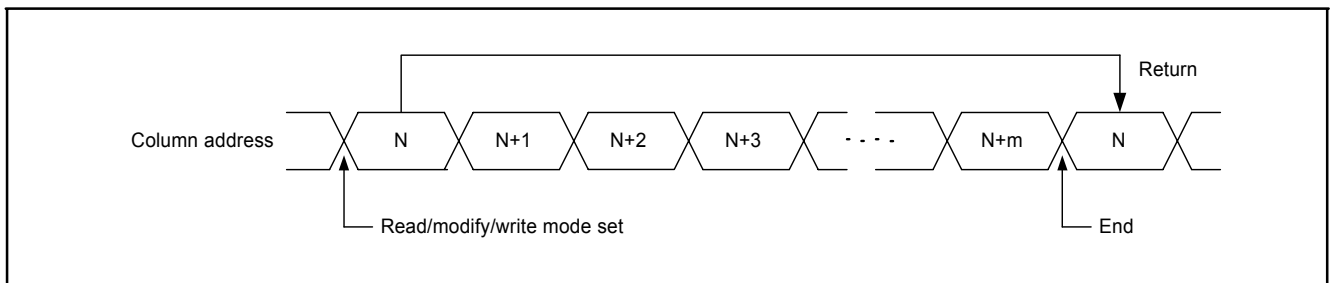 Return
Column address N N+1 N+2 N+3 · · · · N+m N
Read/modify/write mode set End